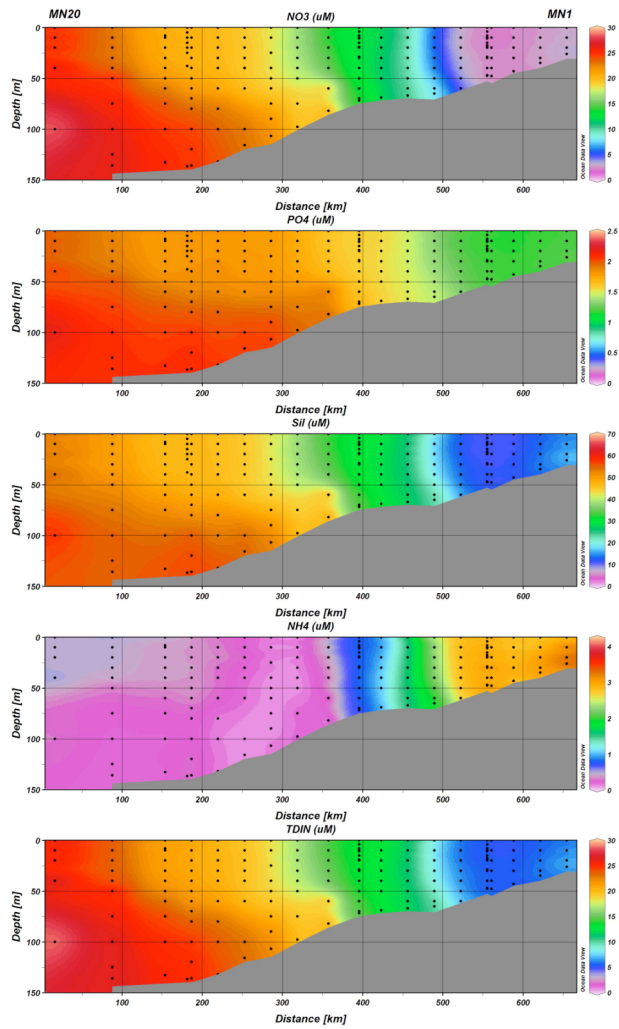 MN20 NO3 (uM) MN1
0
50
100
150
Depth [m]
100 200 300 400 500 600
Distance [km]
30
25
20
15
10
5
0
Ocean Data View
PO4 (uM)
0
50
100
150
Depth [m]
100 200 300 400 500 600
Distance [km]
2.5
2
1.5
1
0.5
0
Ocean Data View
Sil (uM)
0
50
100
150
Depth [m]
100 200 300 400 500 600
Distance [km]
70
60
50
40
30
20
10
0
Ocean Data View
NH4 (uM)
0
50
100
150
Depth [m]
100 200 300 400 500 600
Distance [km]
4
3
2
1
0
Ocean Data View
TDIN (uM)
0
50
100
150
Depth [m]
100 200 300 400 500 600
Distance [km]
30
25
20
15
10
5
0
Ocean Data View